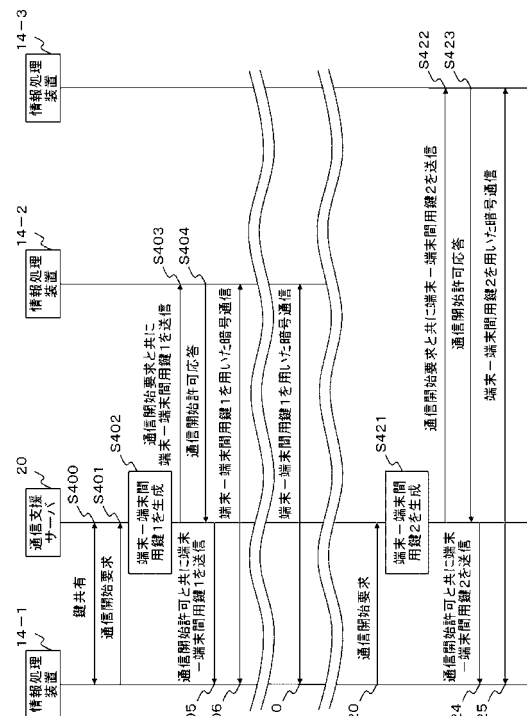 14-1
情報処理
装置
20
通信支援
サーバ
14-2
情報処理
装置
14-3
情報処理
装置
鍵共有
S400
通信開始要求
S401
端末-端末間
用鍵1を生成
S402
通信開始要求と共に
端末-端末間用鍵1を送信
S403
通信開始許可応答
S404
通信開始許可と共に端末
-端末間用鍵1を送信
05
端末-端末間用鍵1を用いた暗号通信
06
端末-端末間用鍵1を用いた暗号通信
0
通信開始要求
20
端末-端末間
用鍵2を生成
S421
通信開始要求と共に端末-端末間用鍵2を送信
S422
通信開始許可応答
S423
通信開始許可と共に端末
-端末間用鍵2を送信
24
端末-端末間用鍵2を用いた暗号通信
25